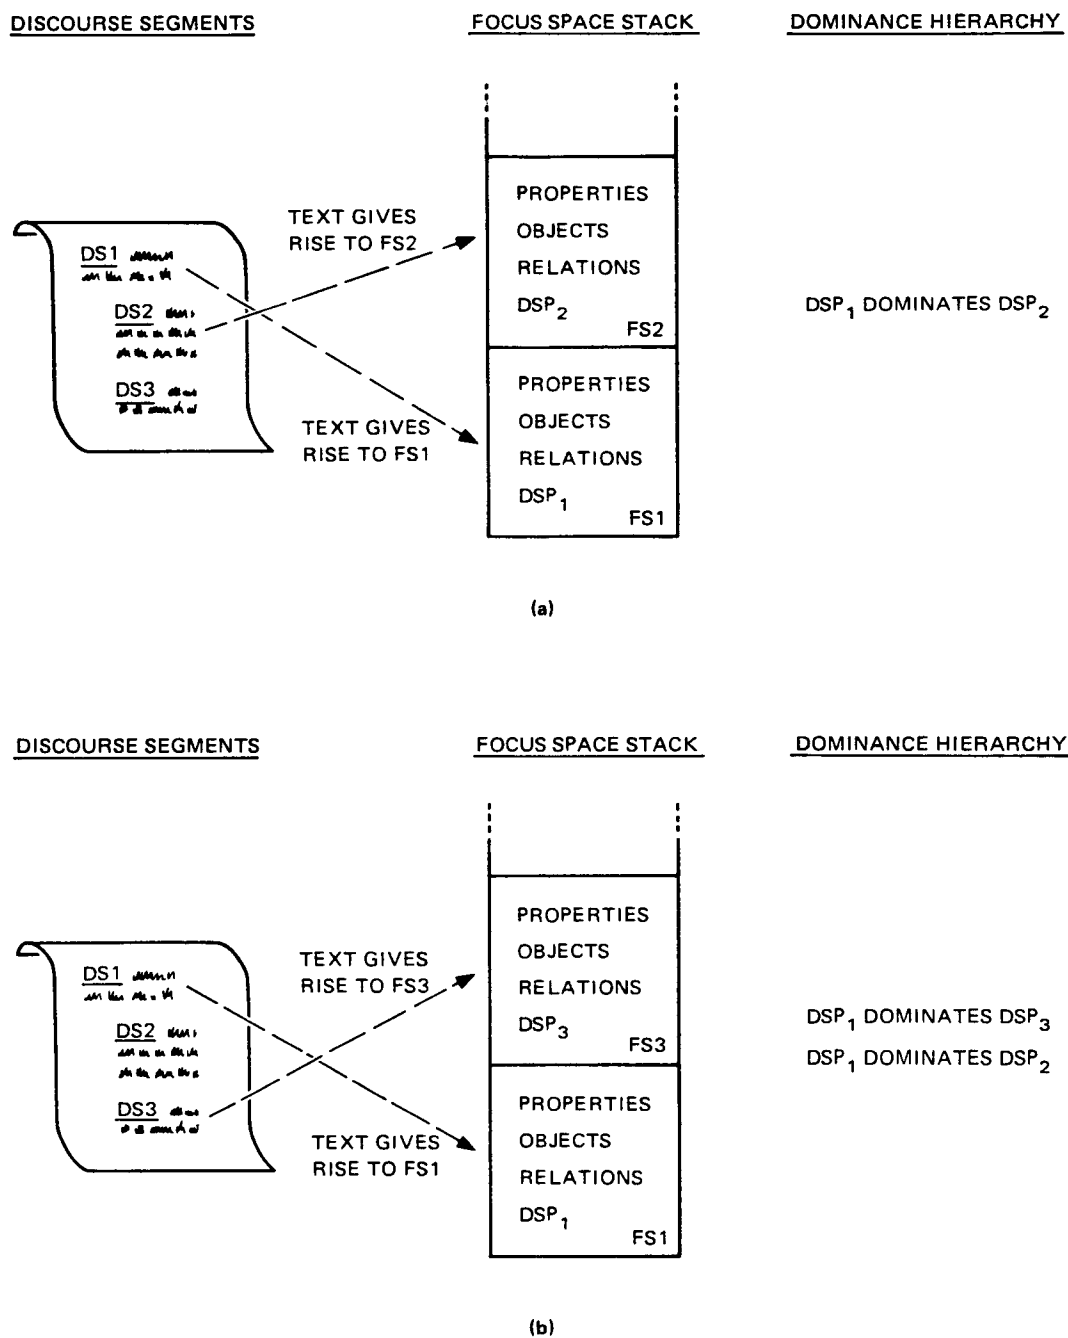 DISCOURSE SEGMENTS
FOCUS SPACE STACK
DOMINANCE HIERARCHY
DS1
DS2
DS3
TEXT GIVES
RISE TO FS2
TEXT GIVES
RISE TO FS1
PROPERTIES
OBJECTS
RELATIONS
DSP2
FS2
PROPERTIES
OBJECTS
RELATIONS
DSP1
FS1
DSP1 DOMINATES DSP2
(a)
DISCOURSE SEGMENTS
FOCUS SPACE STACK
DOMINANCE HIERARCHY
DS1
DS2
DS3
TEXT GIVES
RISE TO FS3
TEXT GIVES
RISE TO FS1
PROPERTIES
OBJECTS
RELATIONS
DSP3
FS3
PROPERTIES
OBJECTS
RELATIONS
DSP1
FS1
DSP1 DOMINATES DSP3
DSP1 DOMINATES DSP2
(b)